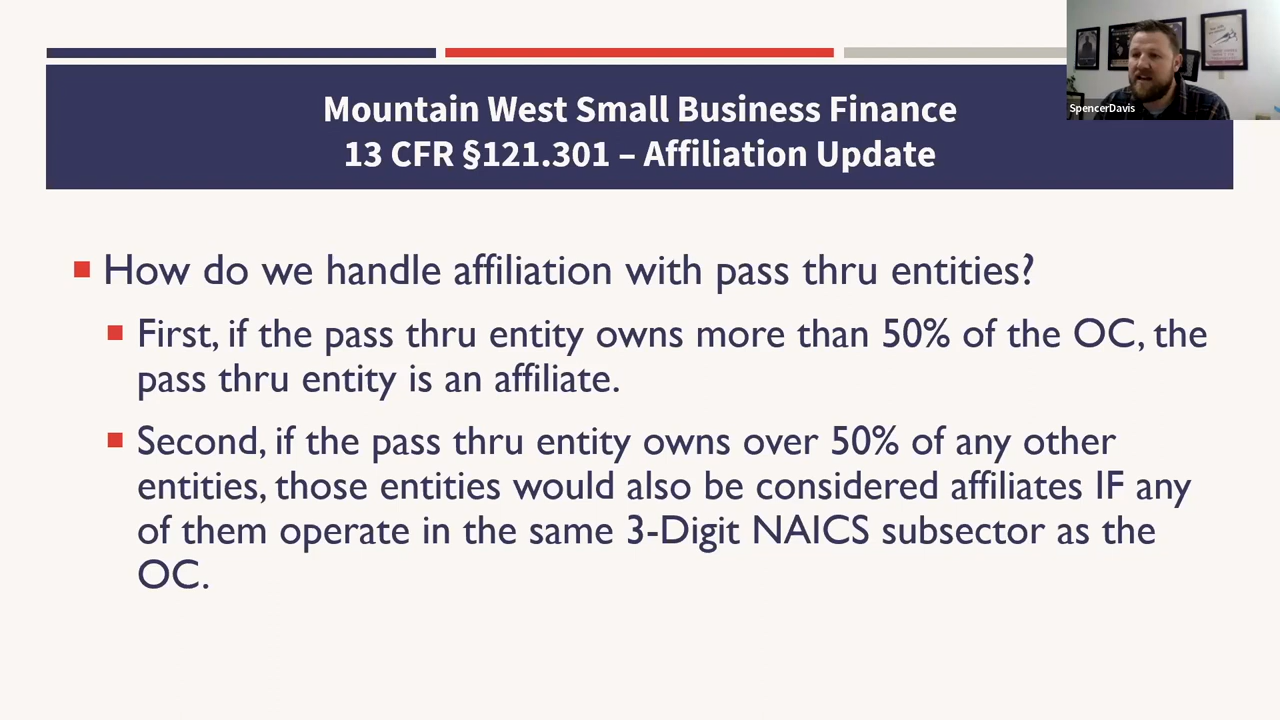 Mountain West Small Business Finance
13 CFR §121.301 – Affiliation Update
SpencerDavis
How do we handle affiliation with pass thru entities?
First, if the pass thru entity owns more than 50% of the OC, the
pass thru entity is an affiliate.
Second, if the pass thru entity owns over 50% of any other
entities, those entities would also be considered affiliates IF any
of them operate in the same 3-Digit NAICS subsector as the
OC.